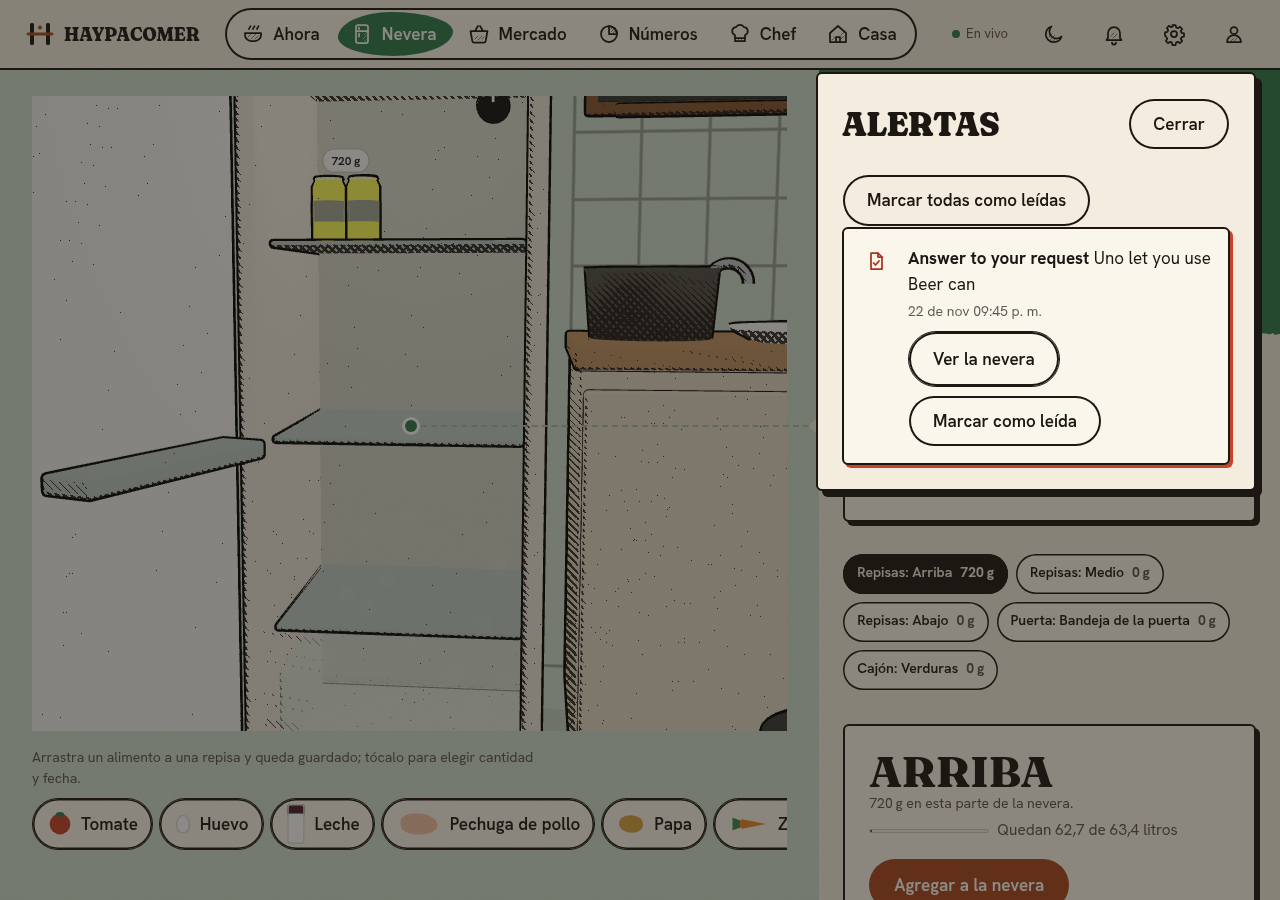 HAYPACOMER
Ahora
Nevera
Mercado
Números
Chef
Casa
En vivo
720 g
ALERTAS
Cerrar
Marcar todas como leídas
Answer to your request Uno let you use
Beer can
22 de nov 09:45 p. m.
Ver la nevera
Marcar como leída
Repisas: Arriba 720 g
Repisas: Medio 0 g
Repisas: Abajo 0 g
Puerta: Bandeja de la puerta 0 g
Cajón: Verduras 0 g
ARRIBA
720 g en esta parte de la nevera.
Quedan 62,7 de 63,4 litros
Agregar a la nevera
Arrastra un alimento a una repisa y queda guardado; tócalo para elegir cantidad
y fecha.
Tomate
Huevo
Leche
Pechuga de pollo
Papa